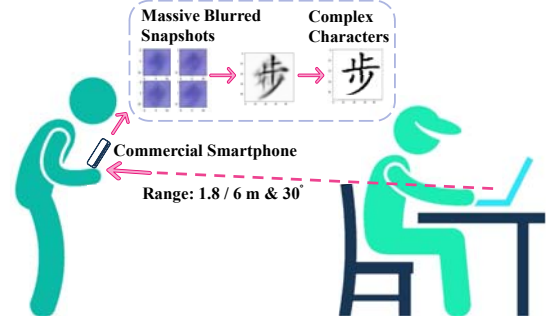 Massive Blurred
Snapshots
Complex
Characters
步
步
Commercial Smartphone
Range: 1.8 / 6 m & 30°